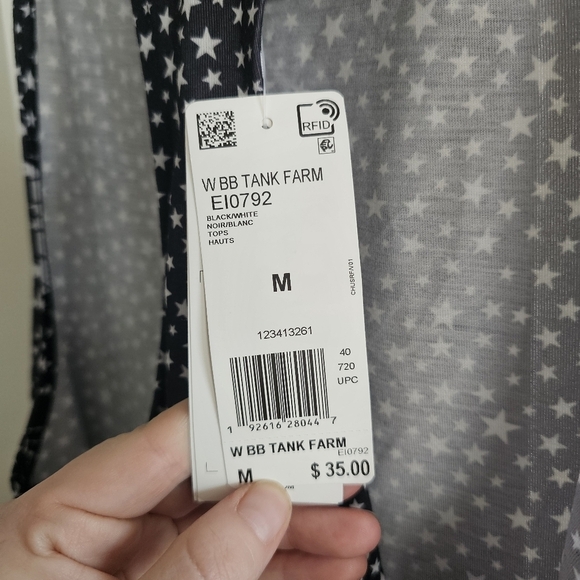 RFID
W BB TANK FARM
EI0792
BLACK/WHITE
NOIR/BLANC
TOPS
HAUTS
M
CHUSRFIV01
123413261
40
720
UPC
1 92616 28044 7
W BB TANK FARM
EI0792
M $ 35.00